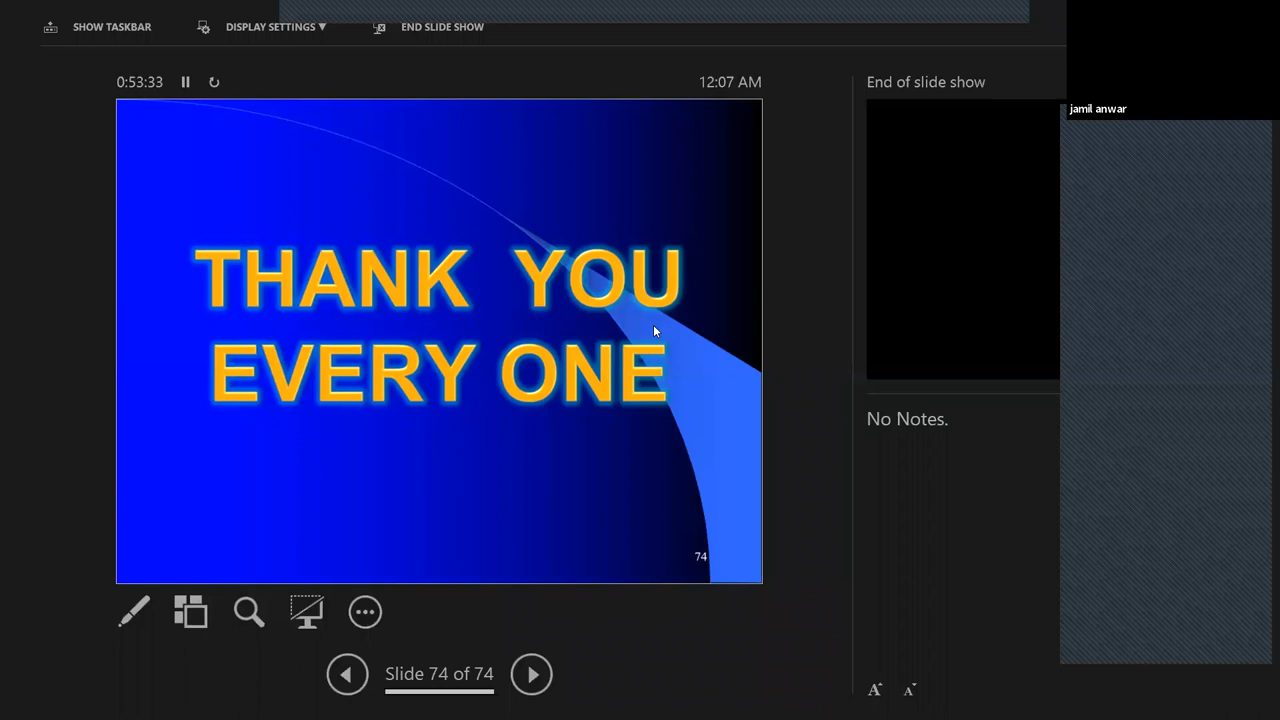 SHOW TASKBAR
DISPLAY SETTINGS ▼
END SLIDE SHOW
0:53:33
12:07 AM
End of slide show
jamil anwar
THANK YOU
EVERY ONE
No Notes.
74
Slide 74 of 74
A
A